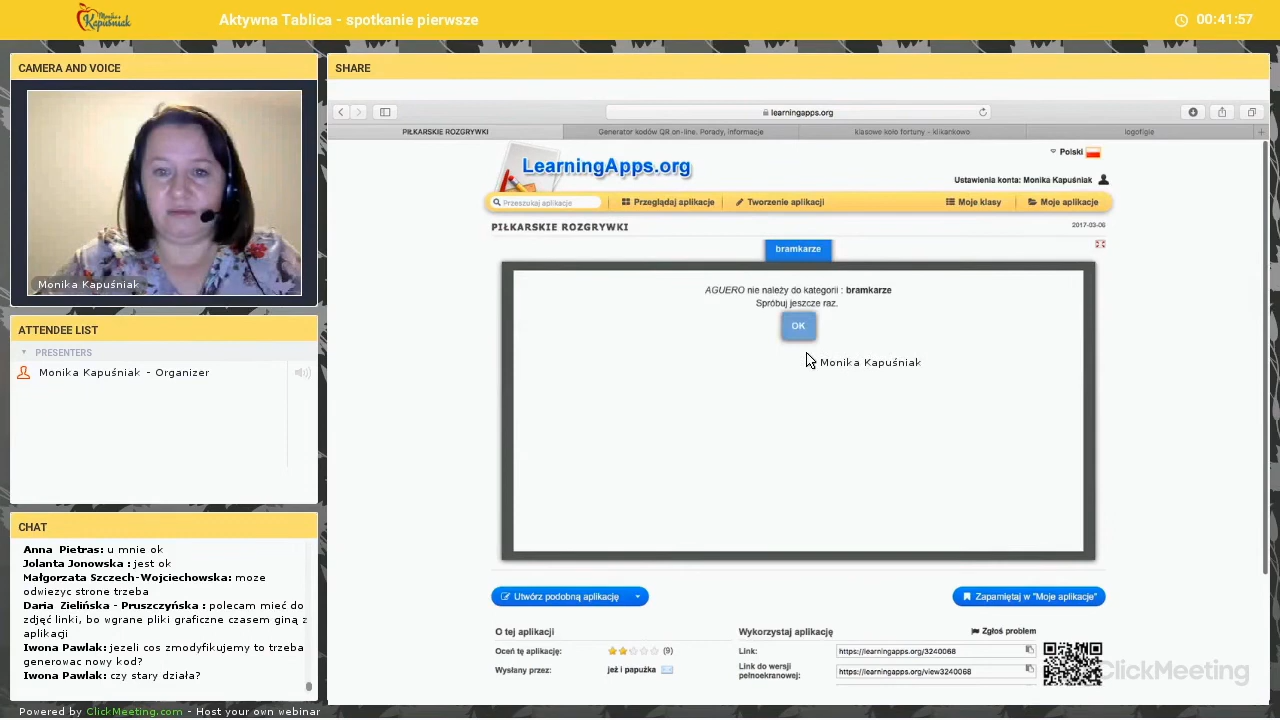 Monika
Kapuśniak
Aktywna Tablica - spotkanie pierwsze
00:41:57
CAMERA AND VOICE
Monika Kapuśniak
ATTENDEE LIST
PRESENTERS
Monika Kapuśniak - Organizer
CHAT
Anna Pietras: u mnie ok
Jolanta Jonowska : jest ok
Małgorzata Szczech-Wojciechowska: moze
odwiezyc strone trzeba
Daria Zielińska - Pruszczyńska : polecam mieć do
zdjęć linki, bo wgrane pliki graficzne czasem giną z
aplikacji
Iwona Pawlak: jezeli cos zmodyfikujemy to trzeba
generowac nowy kod?
Iwona Pawlak: czy stary działa?
Powered by ClickMeeting.com - Host your own webinar
SHARE
learningapps.org
PIŁKARSKIE ROZGRYWKI
Generator kodów QR on-line. Porady, informacje
klasowe koło fortuny - klikankowo
logofigle
LearningApps.org
Polski
Ustawienia konta: Monika Kapuśniak
Przeszukaj aplikacje
Przeglądaj aplikacje
Tworzenie aplikacji
Moje klasy
Moje aplikacje
PIŁKARSKIE ROZGRYWKI
2017-03-06
bramkarze
AGUERO nie należy do kategorii : bramkarze
Spróbuj jeszcze raz.
OK
Monika Kapuśniak
Utwórz podobną aplikację
Zapamiętaj w "Moje aplikacje"
O tej aplikacji
Oceń tę aplikację: (9)
Wysłany przez: jeż i papużka
Wykorzystaj aplikację
Zgłoś problem
Link: https://learningapps.org/3240068
Link do wersji
pełnoekranowej: https://learningapps.org/view3240068
ClickMeeting